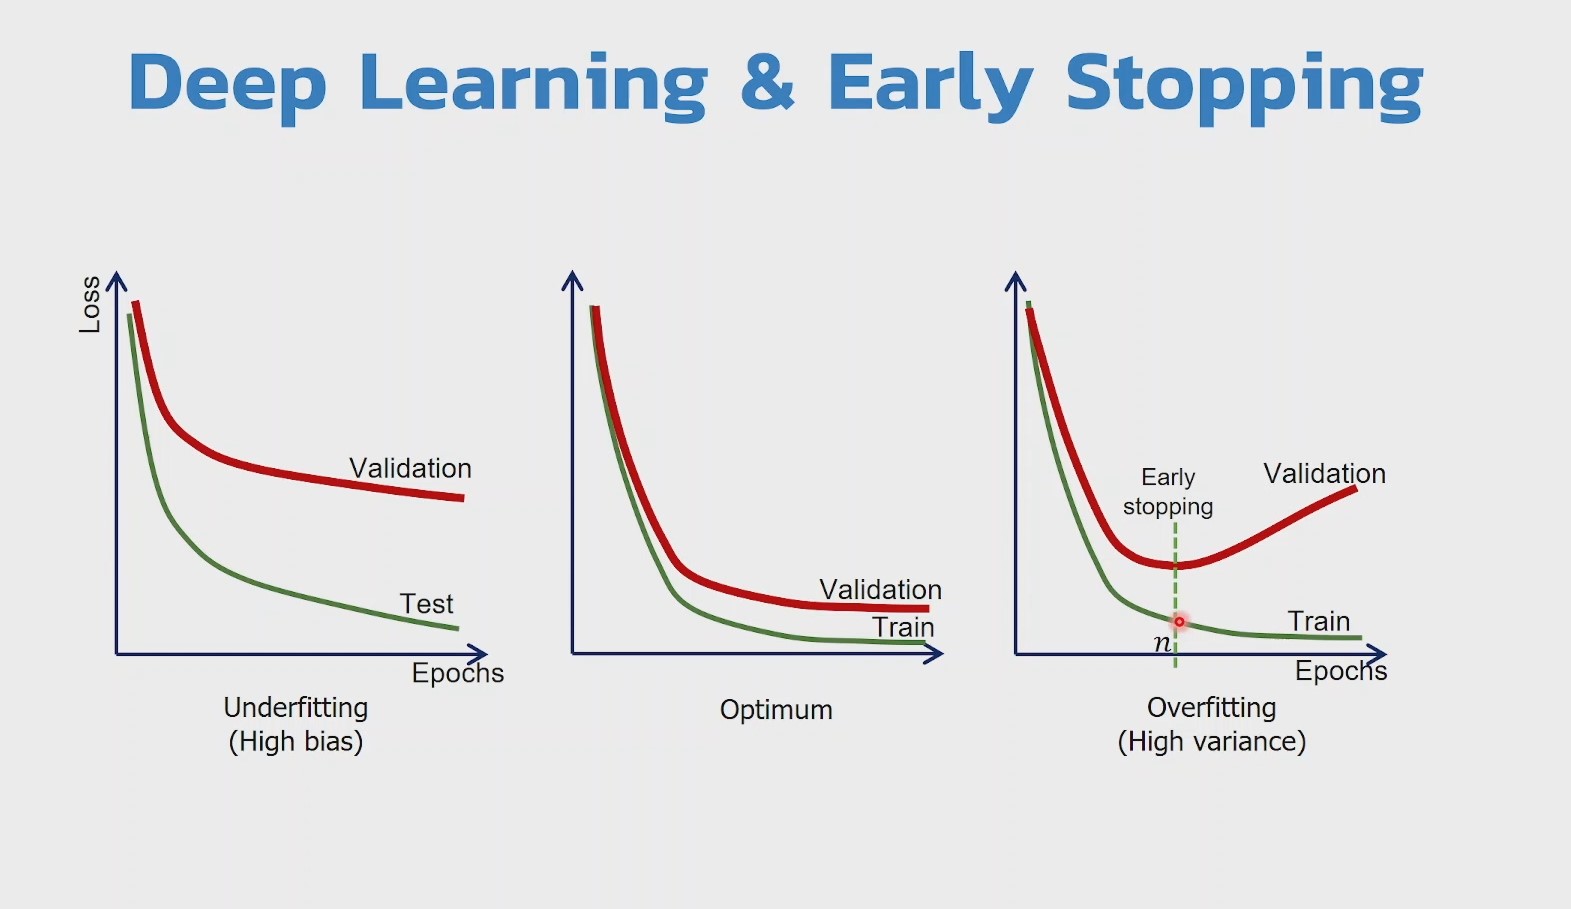 Deep Learning & Early Stopping
Loss
Validation
Test
Epochs
Underfitting
(High bias)
Validation
Train
Optimum
Early
stopping
Validation
Train
n
Epochs
Overfitting
(High variance)